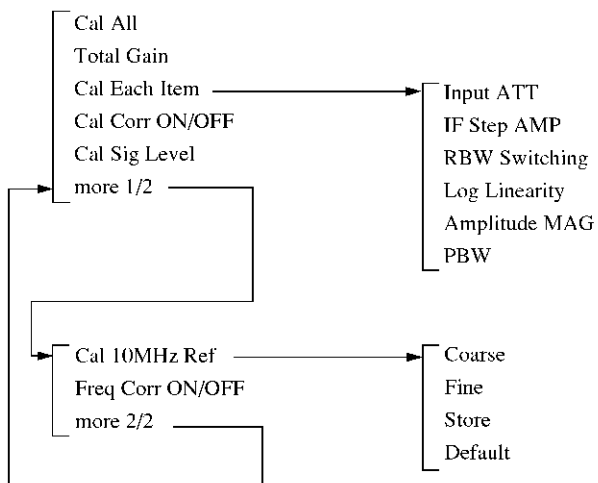 Cal All
Total Gain
Cal Each Item
Cal Corr ON/OFF
Cal Sig Level
more 1/2
Input ATT
IF Step AMP
RBW Switching
Log Linearity
Amplitude MAG
PBW
Cal 10MHz Ref
Freq Corr ON/OFF
more 2/2
Coarse
Fine
Store
Default